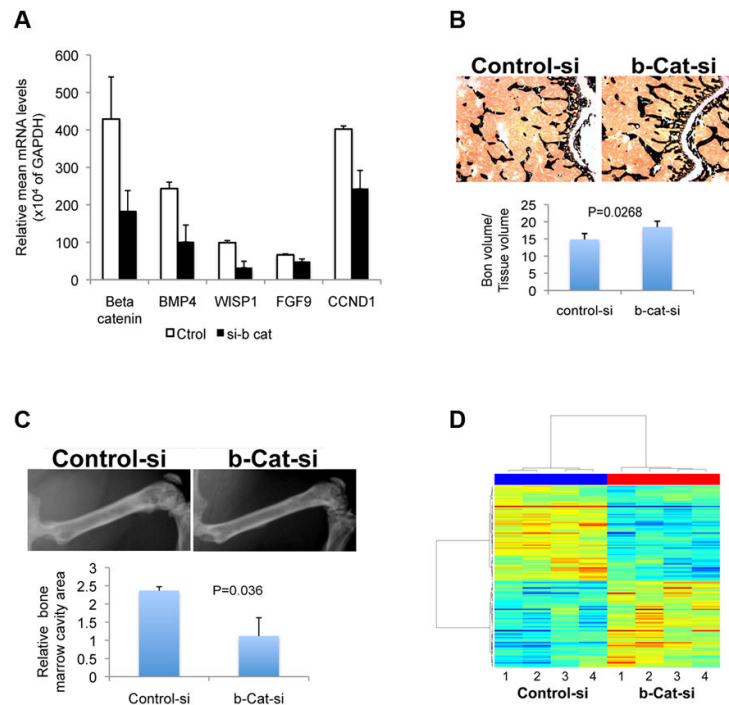 A
Relative mean mRNA levels
(x10⁴ of GAPDH)
600
500
400
300
200
100
0
Beta
catenin
BMP4
WISP1
FGF9
CCND1
Ctrol
si-b cat
B
Control-si
b-Cat-si
P=0.0268
Bon volume/
Tissue volume
25
20
15
10
5
0
control-si
b-cat-si
C
Control-si
b-Cat-si
P=0.036
Relative bone
marrow cavity area
2.5
2
1.5
1
0.5
0
Control-si
b-Cat-si
D
1 2 3 4 1 2 3 4
Control-si
b-Cat-si